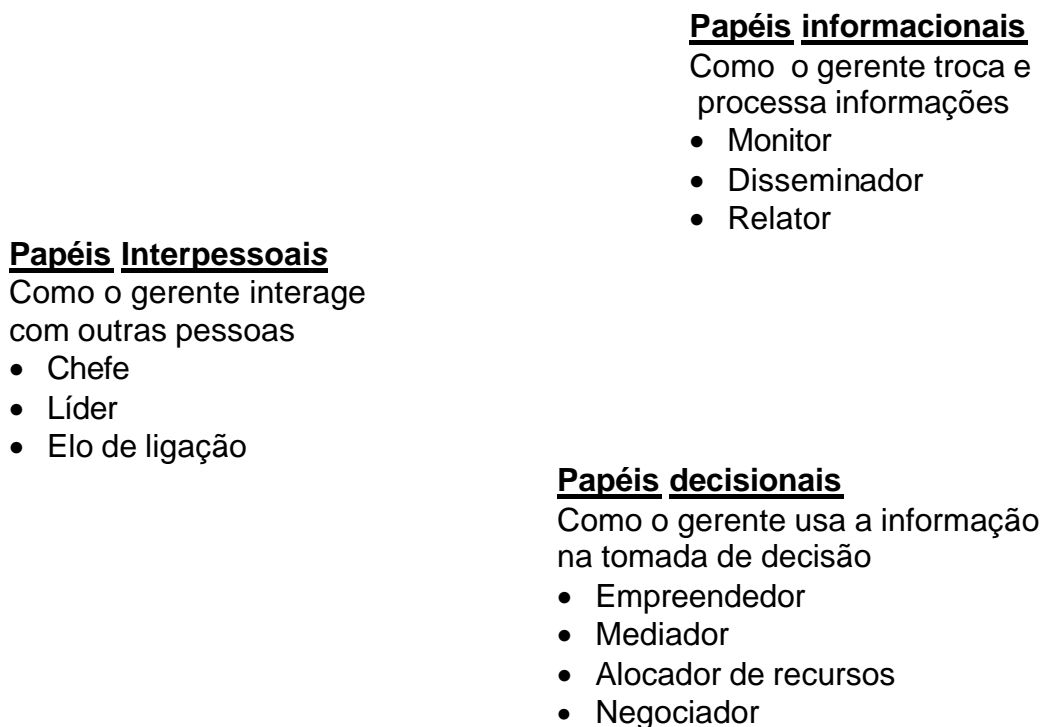 Papéis informacionais
Como o gerente troca e
processa informações
• Monitor
• Disseminador
• Relator
Papéis Interpessoais
Como o gerente interage
com outras pessoas
• Chefe
• Líder
• Elo de ligação
Papéis decisionais
Como o gerente usa a informação
na tomada de decisão
• Empreendedor
• Mediador
• Alocador de recursos
• Negociador